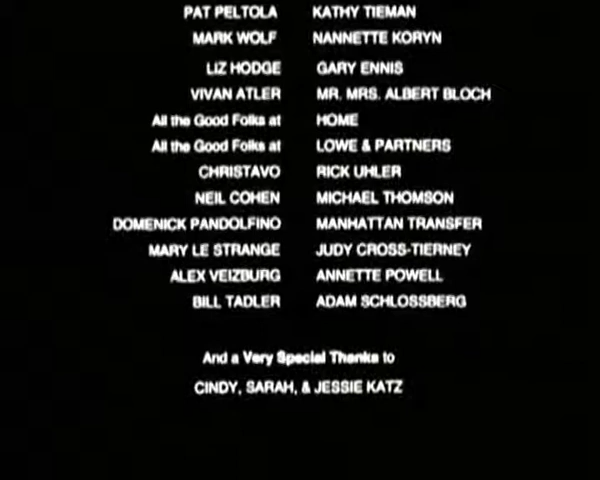 PAT PELTOLA KATHY TIEMAN
MARK WOLF NANNETTE KORYN
LIZ HODGE GARY ENNIS
VIVAN ATLER MR. MRS. ALBERT BLOCH
All the Good Folks at HOME
All the Good Folks at LOWE & PARTNERS
CHRISTAVO RICK UHLER
NEIL COHEN MICHAEL THOMSON
DOMENICK PANDOLFINO MANHATTAN TRANSFER
MARY LE STRANGE JUDY CROSS-TIERNEY
ALEX VEIZBURG ANNETTE POWELL
BILL TADLER ADAM SCHLOSSBERG
And a Very Special Thanks to
CINDY, SARAH, & JESSIE KATZ